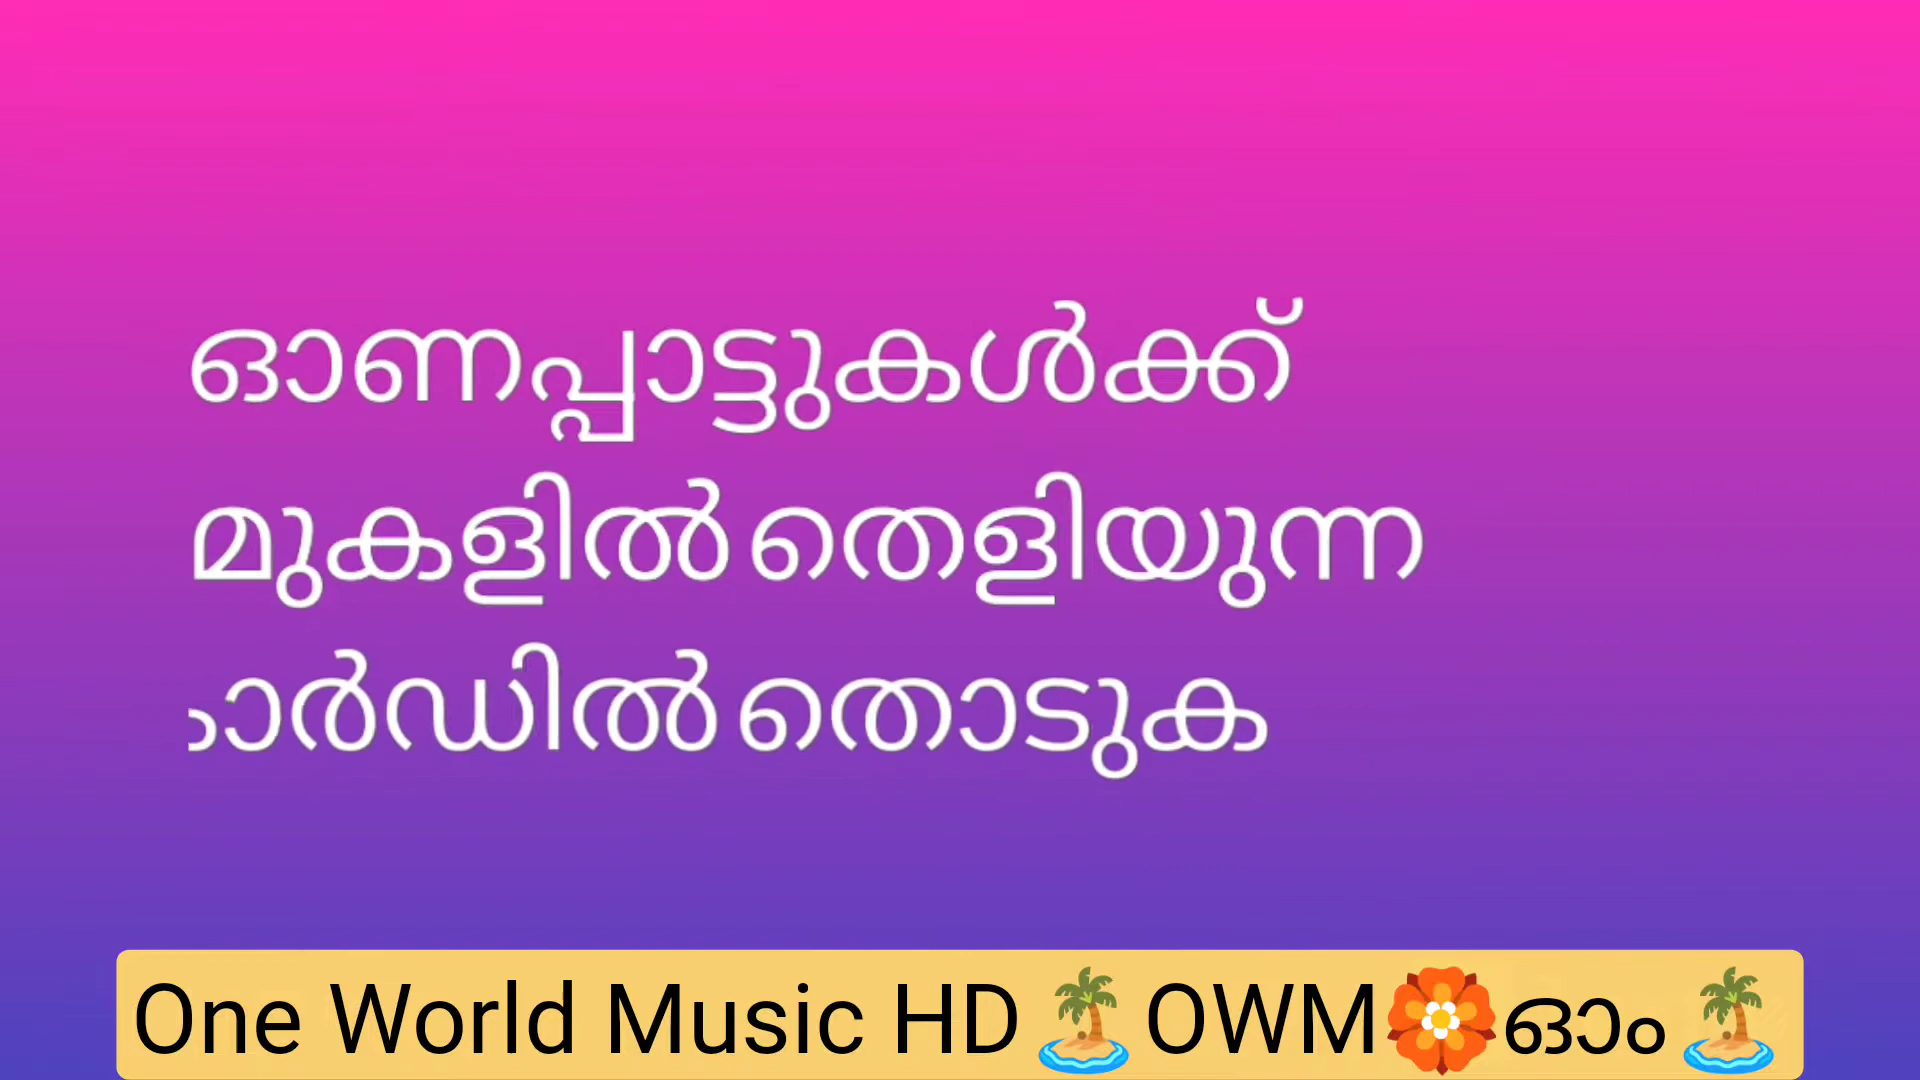 ഓണപ്പാട്ടുകൾക്ക്
മുകളിൽ തെളിയുന്ന
ാർഡിൽ തൊടുക
One World Music HD🏝️OWM🏵️ഓം🏝️